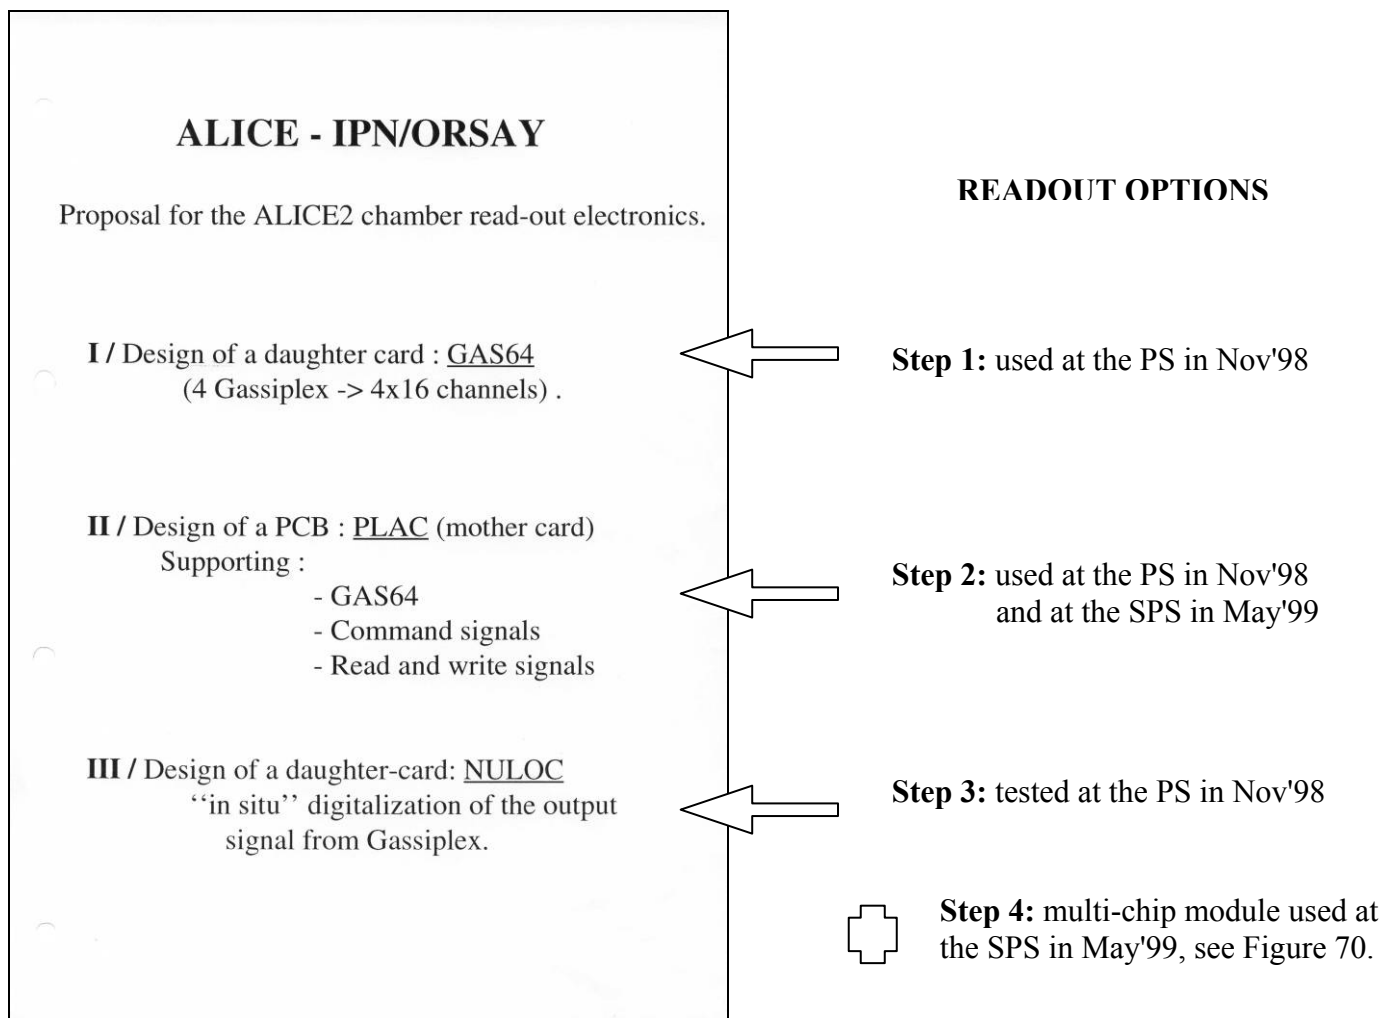 ALICE - IPN/ORSAY
Proposal for the ALICE2 chamber read-out electronics.
I / Design of a daughter card : GAS64
(4 Gassiplex -> 4x16 channels) .
II / Design of a PCB : PLAC (mother card)
Supporting :
- GAS64
- Command signals
- Read and write signals
III / Design of a daughter-card: NULOC
‘‘in situ’’ digitalization of the output
signal from Gassiplex.
READOUT OPTIONS
Step 1: used at the PS in Nov'98
Step 2: used at the PS in Nov'98
and at the SPS in May'99
Step 3: tested at the PS in Nov'98
Step 4: multi-chip module used at
the SPS in May'99, see Figure 70.